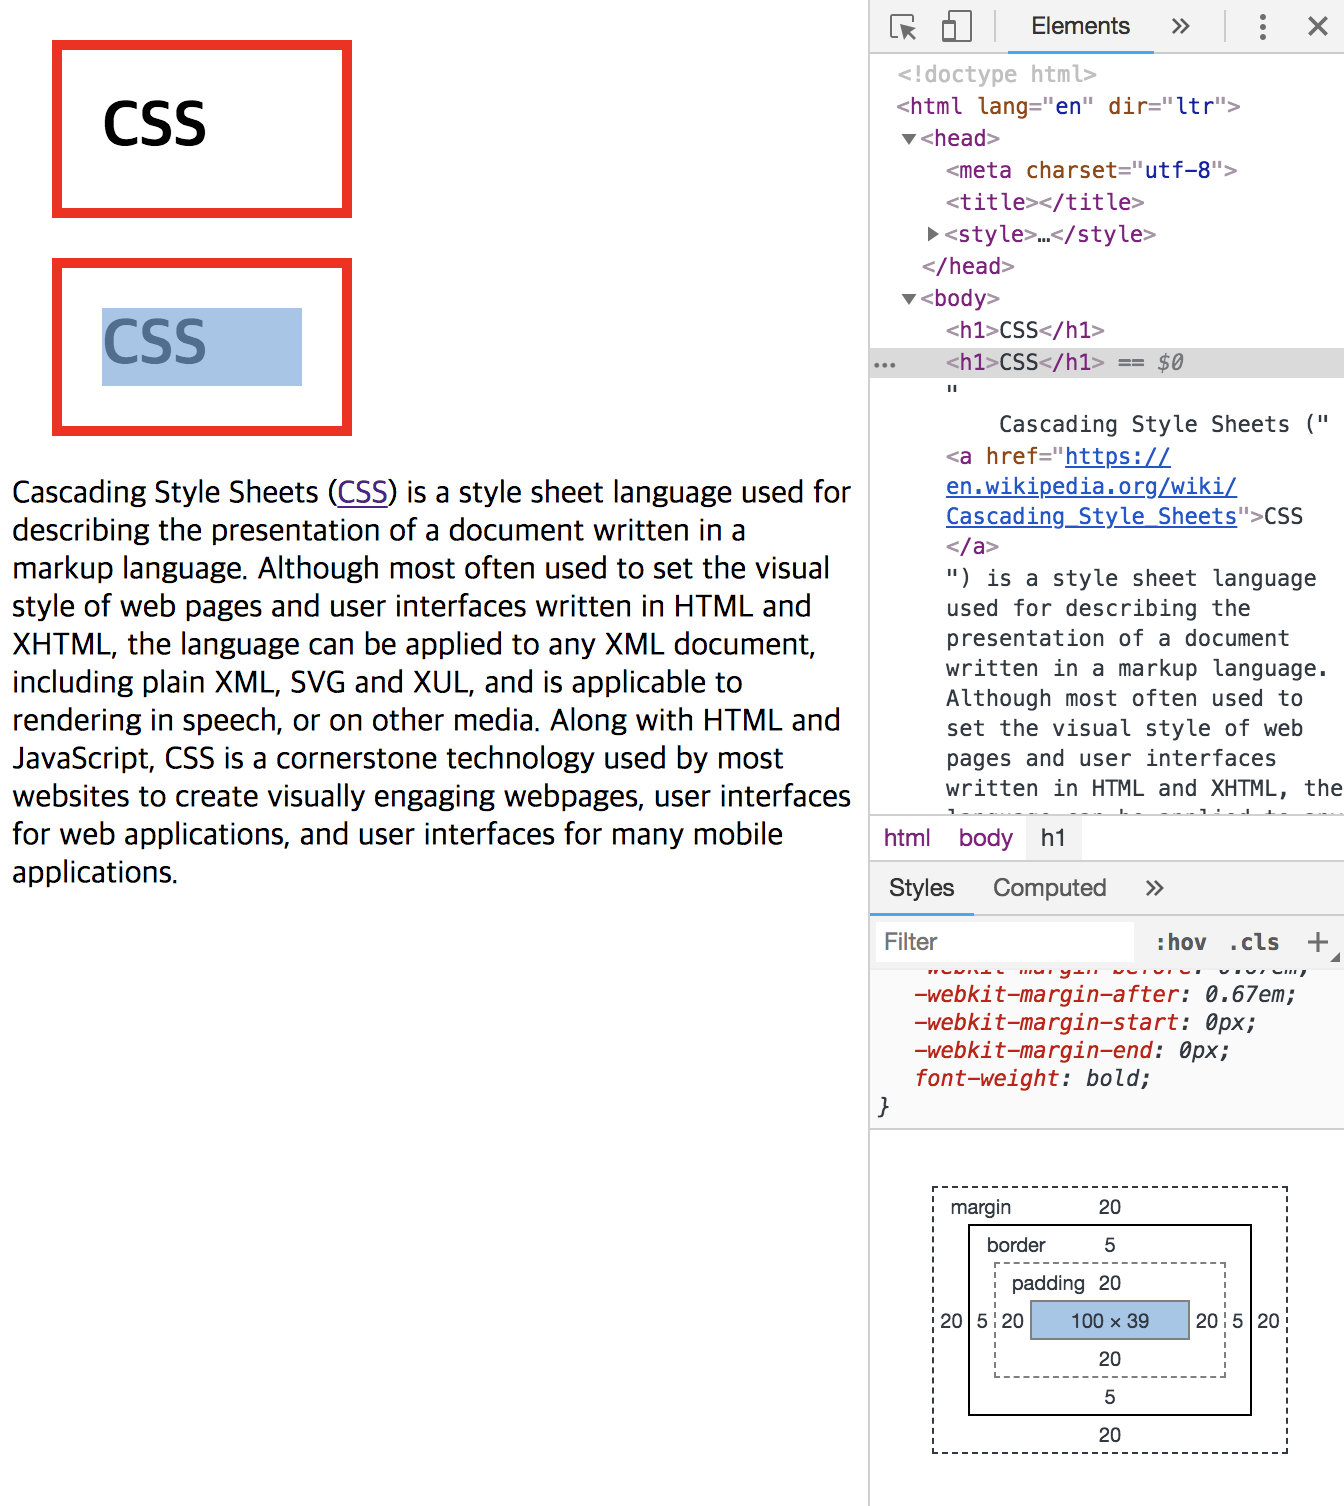 CSS
CSS
Cascading Style Sheets (CSS) is a style sheet language used for
describing the presentation of a document written in a
markup language. Although most often used to set the visual
style of web pages and user interfaces written in HTML and
XHTML, the language can be applied to any XML document,
including plain XML, SVG and XUL, and is applicable to
rendering in speech, or on other media. Along with HTML and
JavaScript, CSS is a cornerstone technology used by most
websites to create visually engaging webpages, user interfaces
for web applications, and user interfaces for many mobile
applications.
Elements »
<!doctype html>
<html lang="en" dir="ltr">
▼<head>
<meta charset="utf-8">
<title></title>
▶<style>…</style>
</head>
▼<body>
<h1>CSS</h1>
… <h1>CSS</h1> == $0
"
Cascading Style Sheets ("
<a href="https://
en.wikipedia.org/wiki/
Cascading_Style_Sheets">CSS
</a>
") is a style sheet language
used for describing the
presentation of a document
written in a markup language.
Although most often used to
set the visual style of web
pages and user interfaces
written in HTML and XHTML, the
language can be applied to any
html body h1
Styles Computed »
Filter :hov .cls +
-webkit-margin-before: 0.67em;
-webkit-margin-after: 0.67em;
-webkit-margin-start: 0px;
-webkit-margin-end: 0px;
font-weight: bold;
}
margin 20
border 5
padding 20
20 5 20 100 × 39 20 5 20
20
5
20